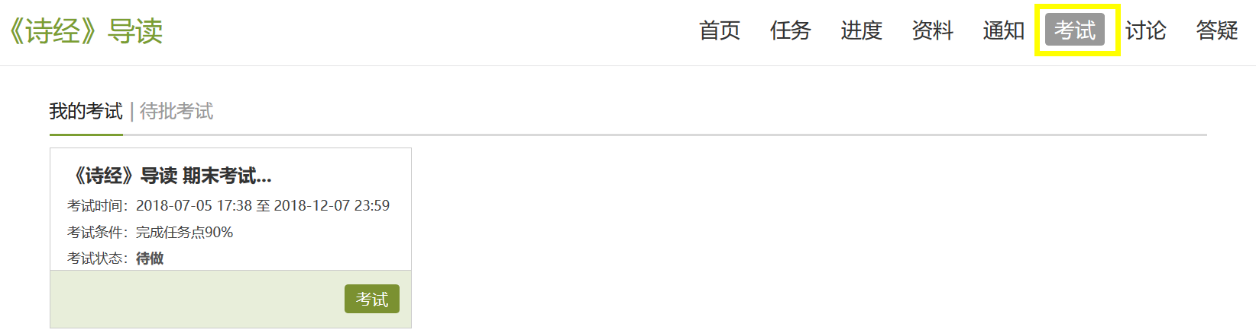 《诗经》导读
首页 任务 进度 资料 通知 考试 讨论 答疑
我的考试 | 待批考试
《诗经》导读 期末考试...
考试时间：2018-07-05 17:38 至 2018-12-07 23:59
考试条件：完成任务点90%
考试状态：待做
考试